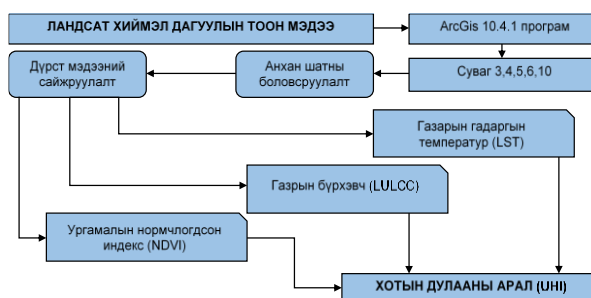 ЛАНДСАТ ХИЙМЭЛ ДАГУУЛЫН ТООН МЭДЭЭ
ArcGis 10.4.1 програм
Дүрст мэдээний
сайжруулалт
Анхан шатны
боловсруулалт
Суваг 3,4,5,6,10
Газарын гадаргын
температур (LST)
Газрын бүрхэвч (LULCC)
Ургамалын нормчлогдсон
индекс (NDVI)
ХОТЫН ДУЛААНЫ АРАЛ (UHI)